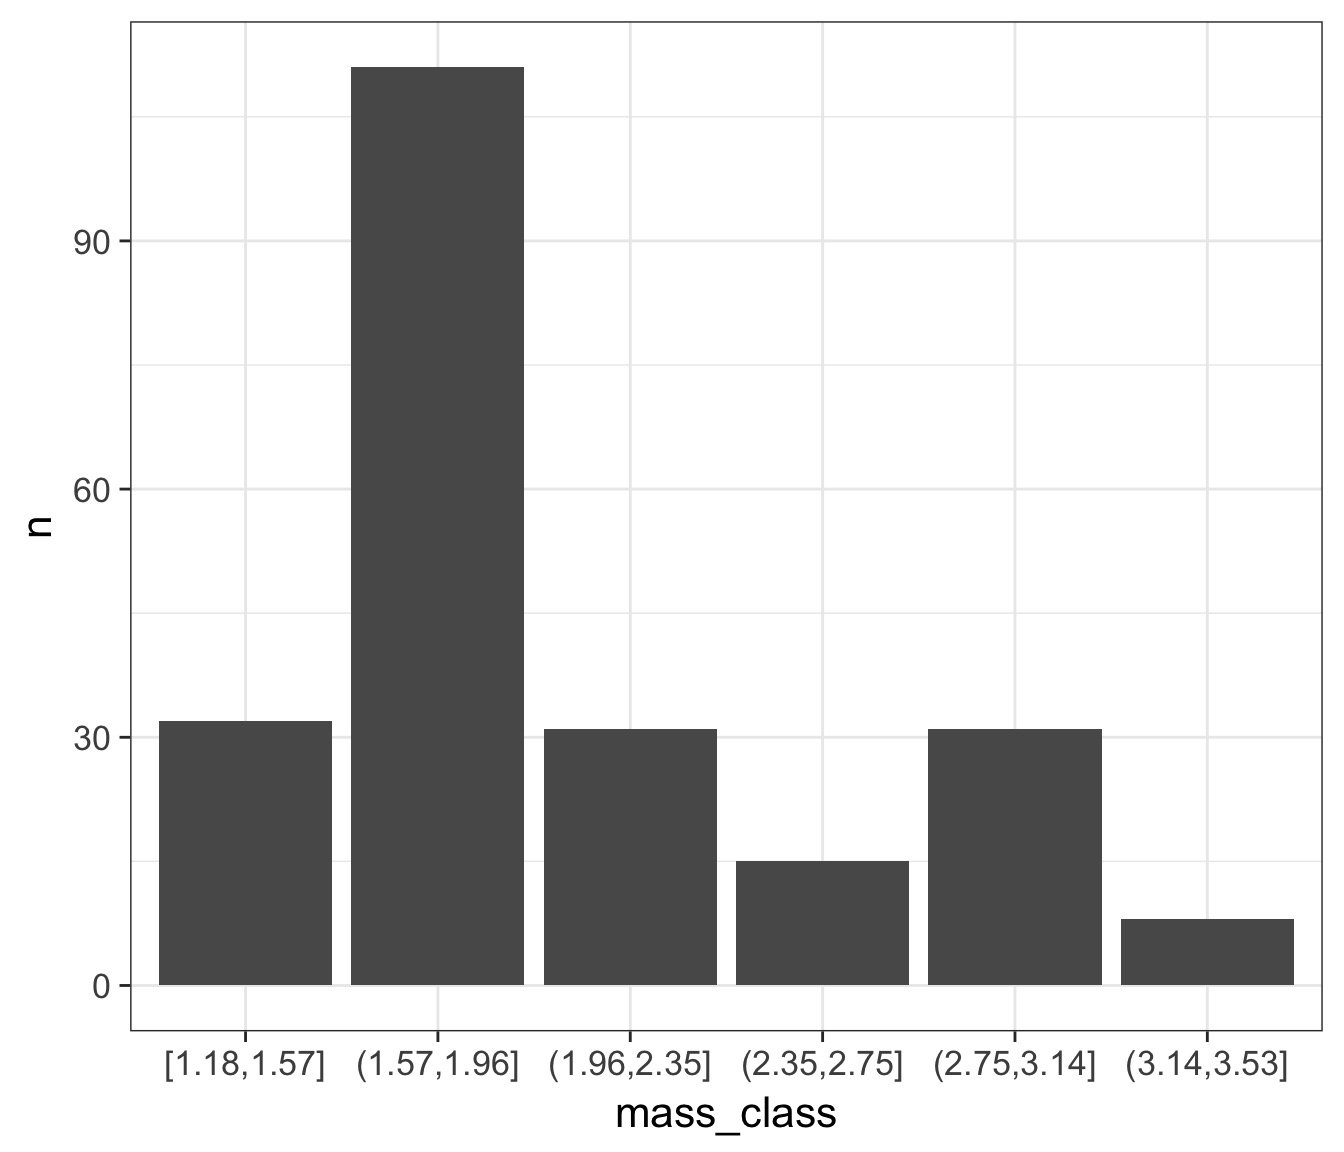 90
60
30
0
n
[1.18,1.57] (1.57,1.96] (1.96,2.35] (2.35,2.75] (2.75,3.14] (3.14,3.53]
mass_class